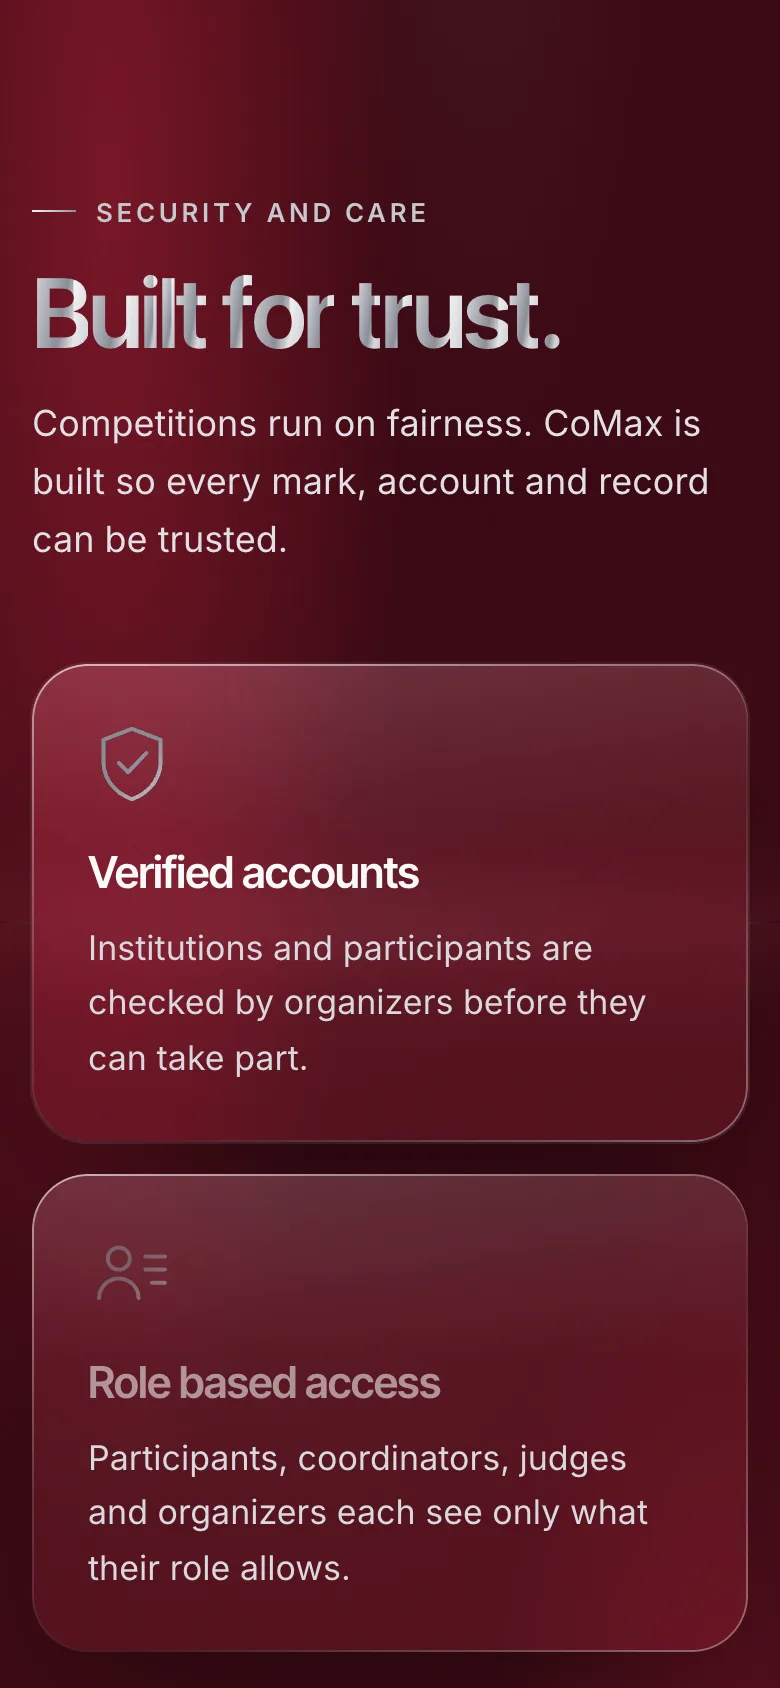 SECURITY AND CARE
Built for trust.
Competitions run on fairness. CoMax is
built so every mark, account and record
can be trusted.
Verified accounts
Institutions and participants are
checked by organizers before they
can take part.
Role based access
Participants, coordinators, judges
and organizers each see only what
their role allows.